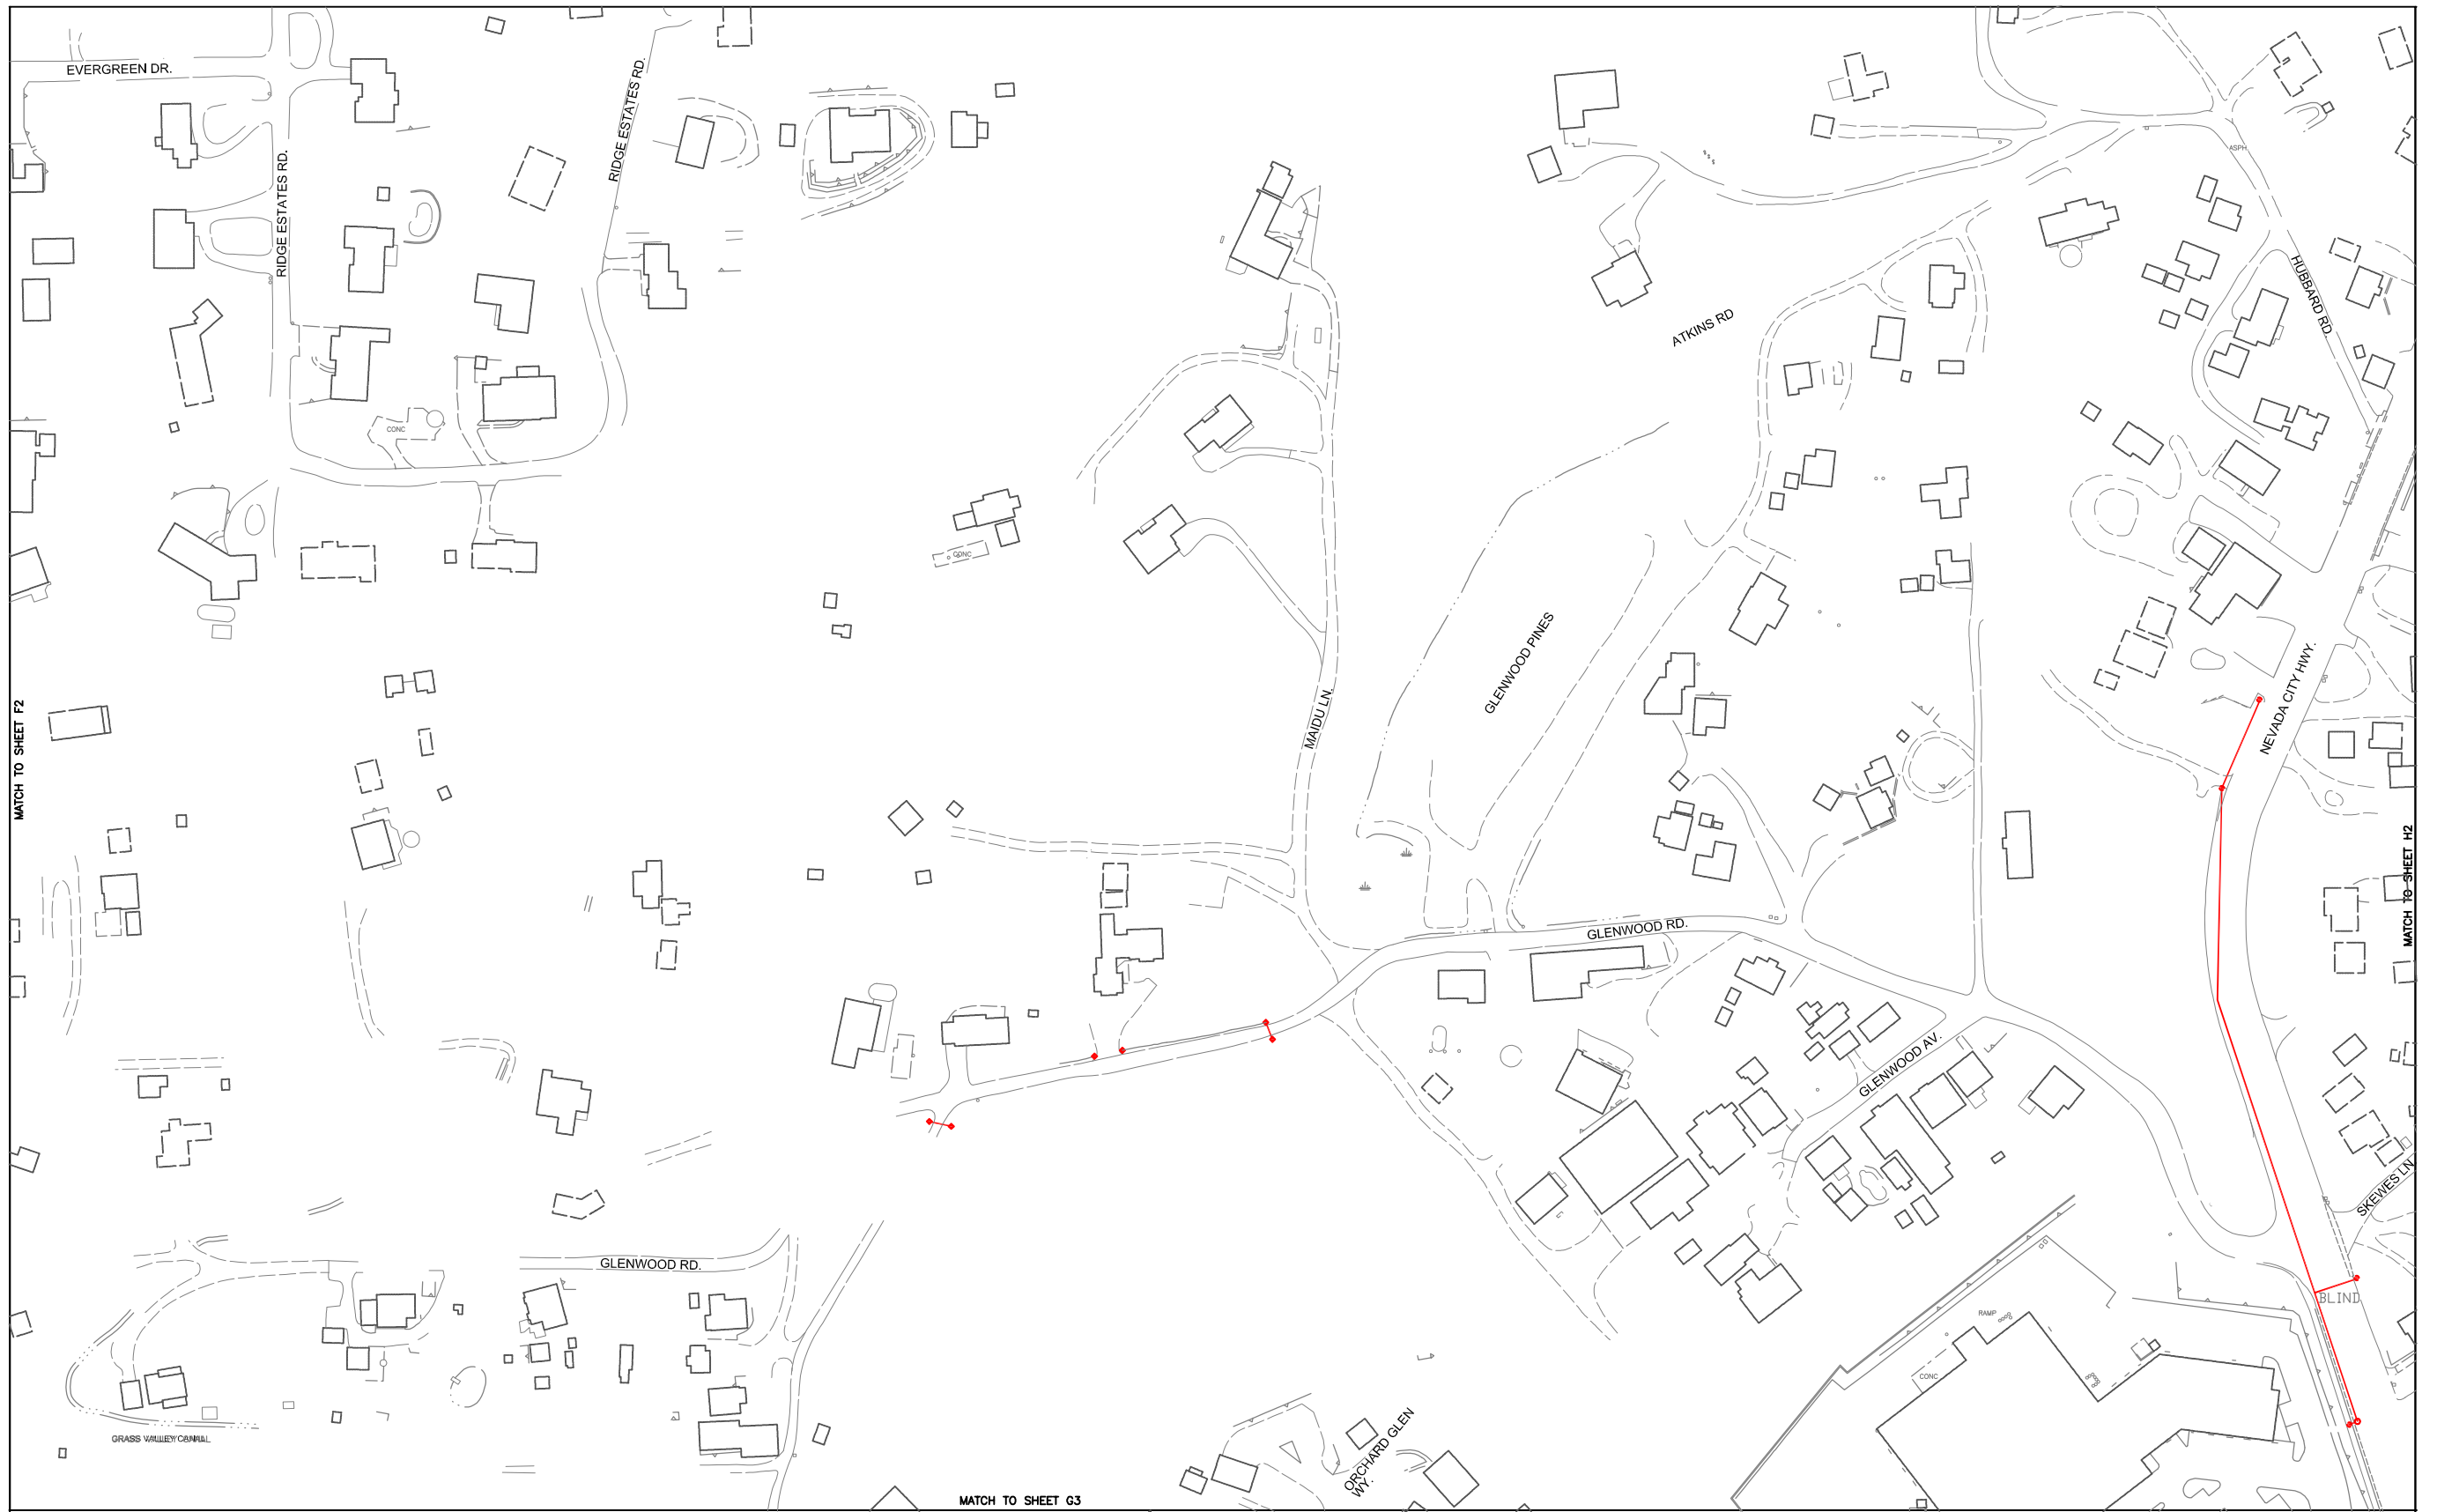 EVERGREEN DR.
RIDGE ESTATES RD.
RIDGE ESTATES RD.
ASPH
HUBBARD RD.
ATKINS RD
CONC
CONC
GLENWOOD PINES
MAIDU LN.
NEVADA CITY HWY.
MATCH TO SHEET F2
MATCH TO SHEET H2
GLENWOOD RD.
GLENWOOD AV.
SKEWES LN
GLENWOOD RD.
BLIND
RAMP
CONC
GRASS VALLEY CANAL
ORCHARD GLEN
WY.
MATCH TO SHEET G3